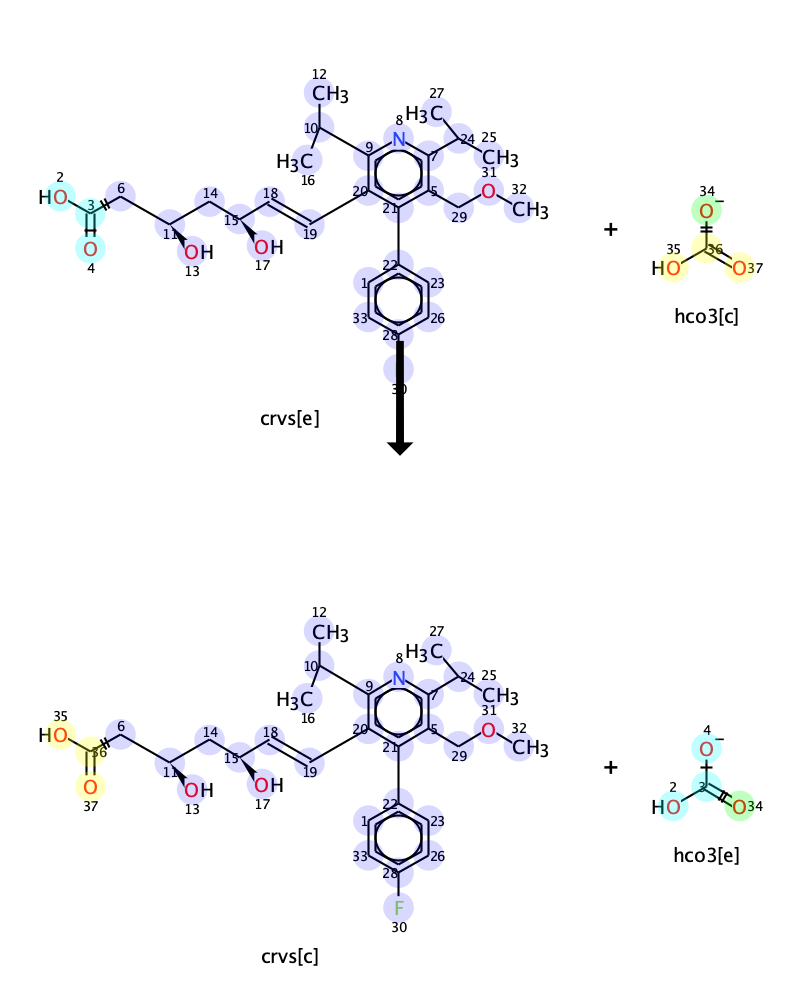 12
CH3
27
H3C
8
N
10
24
25
CH3
9
7
2
HO
6
H3C
16
31
O
32
CH3
34
O−
3
14
18
20
5
29
11
15
19
21
+
35
36
HO
O 37
O
4
OH
13
OH
17
22
hco3[c]
1
23
33
26
28
30
crvs[e]
12
CH3
27
H3C
8
N
10
24
25
CH3
9
7
H3C
16
31
O
32
CH3
35
HO
6
14
18
20
5
29
4
O−
36
11
15
19
21
+
2
3
HO
O 34
O
37
OH
13
OH
17
22
hco3[e]
1
23
33
26
28
F
30
crvs[c]